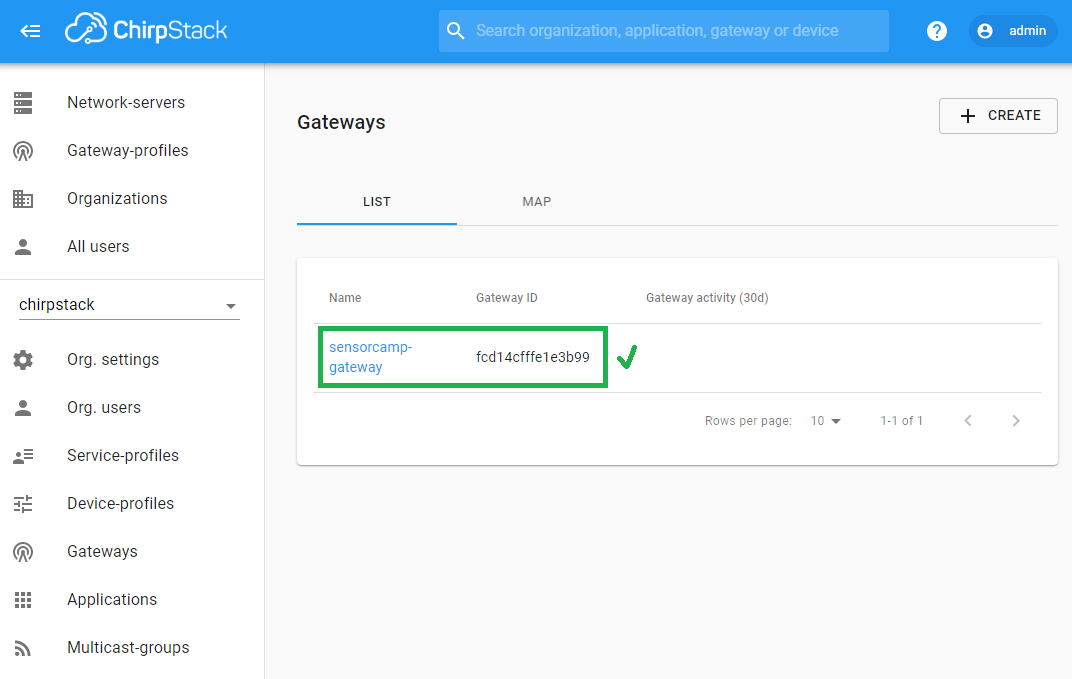 ChirpStack
Search organization, application, gateway or device
?
admin
Network-servers
Gateway-profiles
Organizations
All users
chirpstack
Org. settings
Org. users
Service-profiles
Device-profiles
Gateways
Applications
Multicast-groups
Gateways
+ CREATE
LIST MAP
Name Gateway ID Gateway activity (30d)
sensorcamp-
gateway
fcd14cfffe1e3b99
Rows per page: 10 1-1 of 1